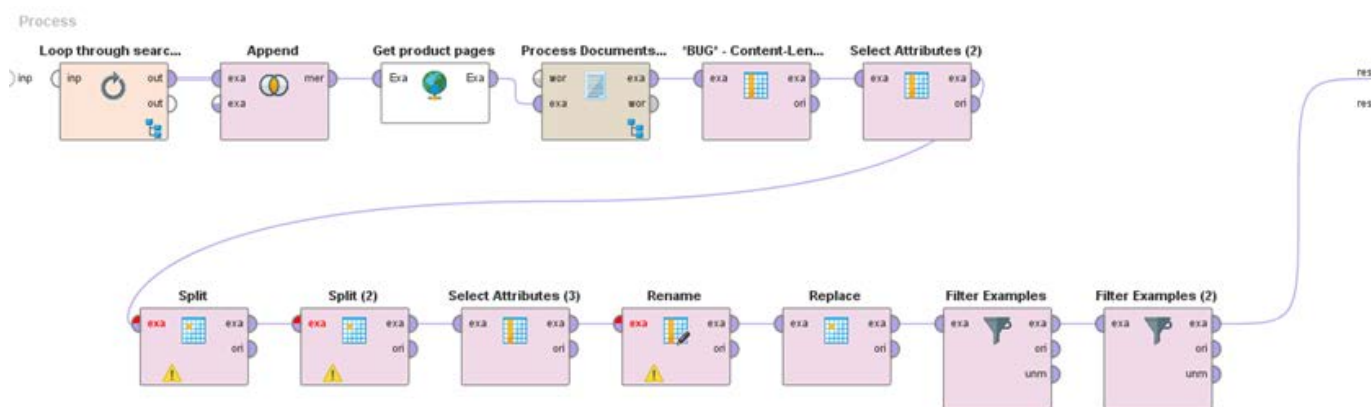 Process
Loop through searc... Append Get product pages Process Documents... *BUG* - Content-Len... Select Attributes (2)
inp inp out exa mer Exa Exa wor exa exa exa exa exa res
out exa exa wor ori ori res
Split Split (2) Select Attributes (3) Rename Replace Filter Examples Filter Examples (2)
exa exa exa exa exa exa exa exa exa exa exa exa exa exa
ori ori ori ori ori ori ori
unm unm